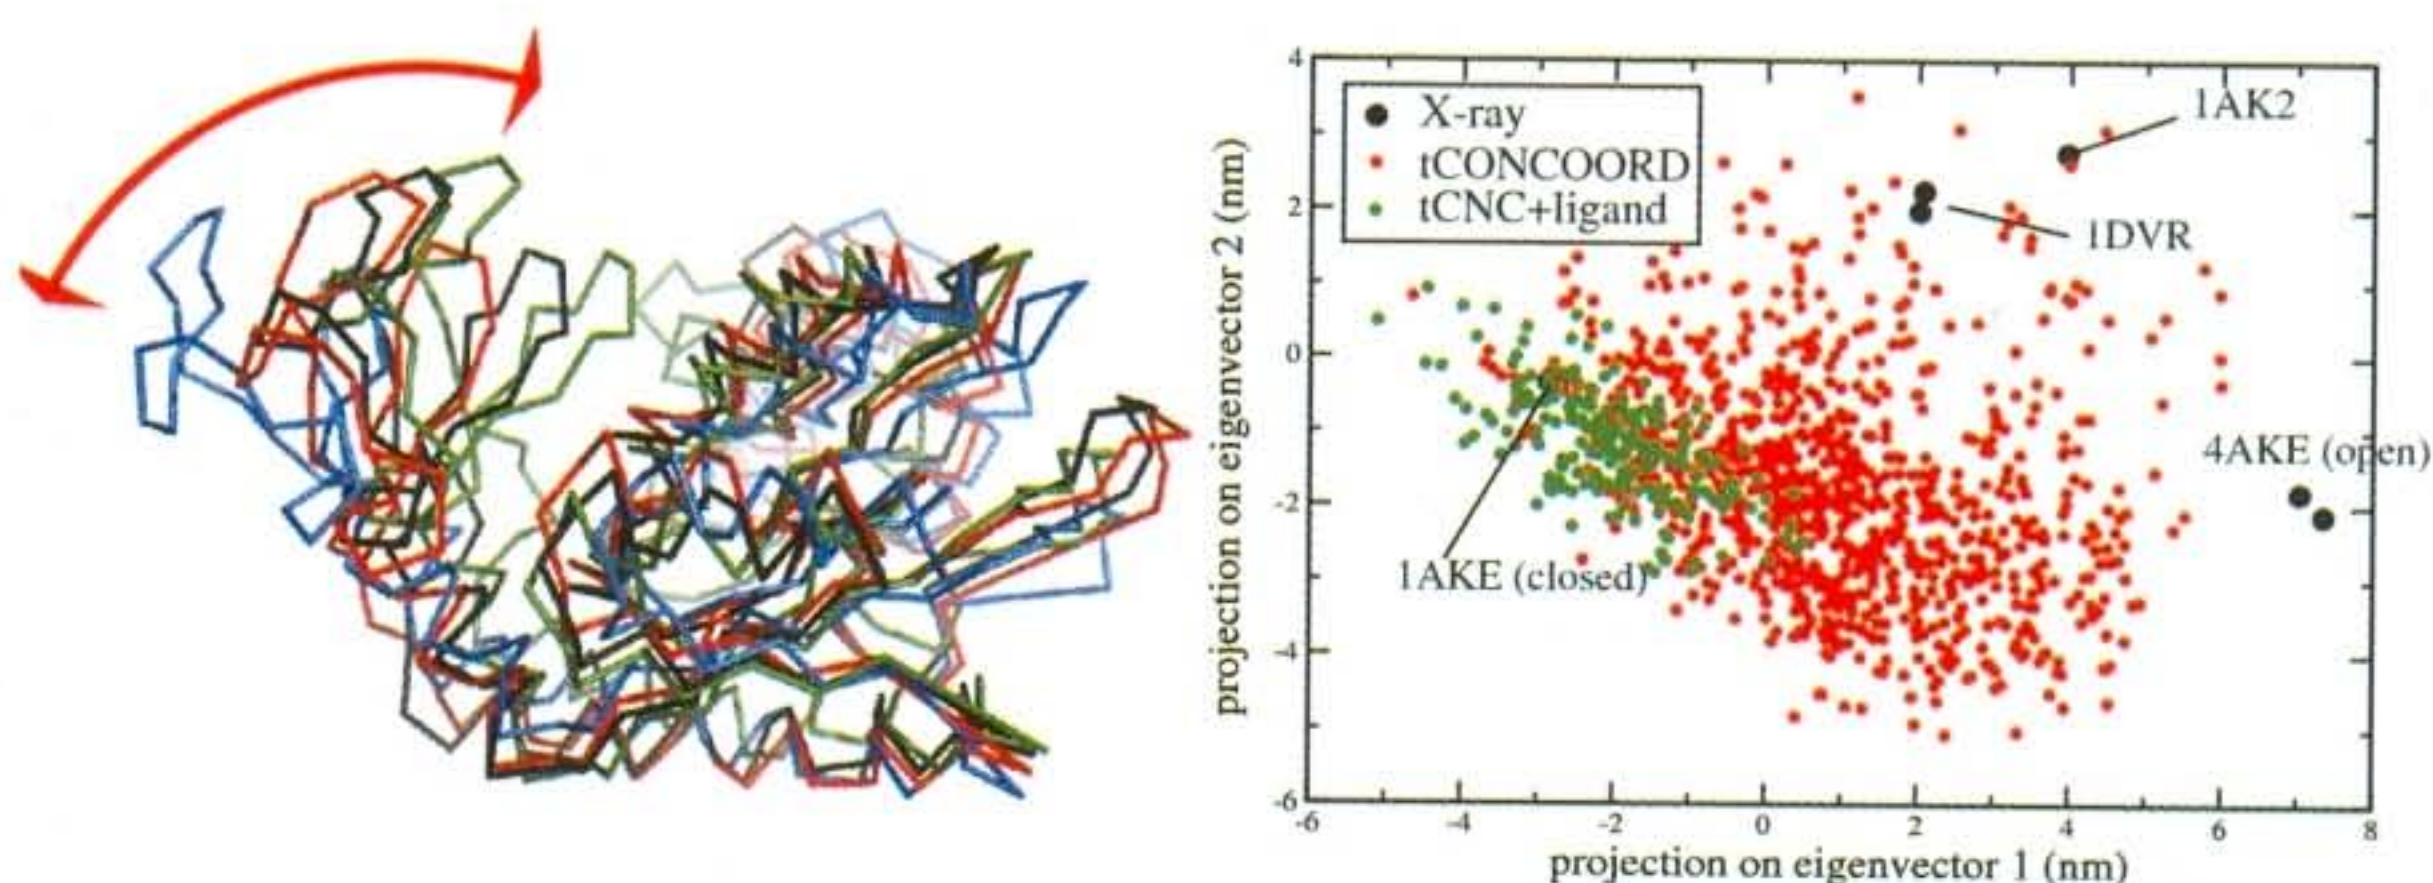 4
X-ray
tCONCOORD
tCNC+ligand
1AK2
2
1DVR
0
4AKE (open)
-2
1AKE (closed)
-4
-6
-6 -4 -2 0 2 4 6 8
projection on eigenvector 1 (nm)
projection on eigenvector 2 (nm)